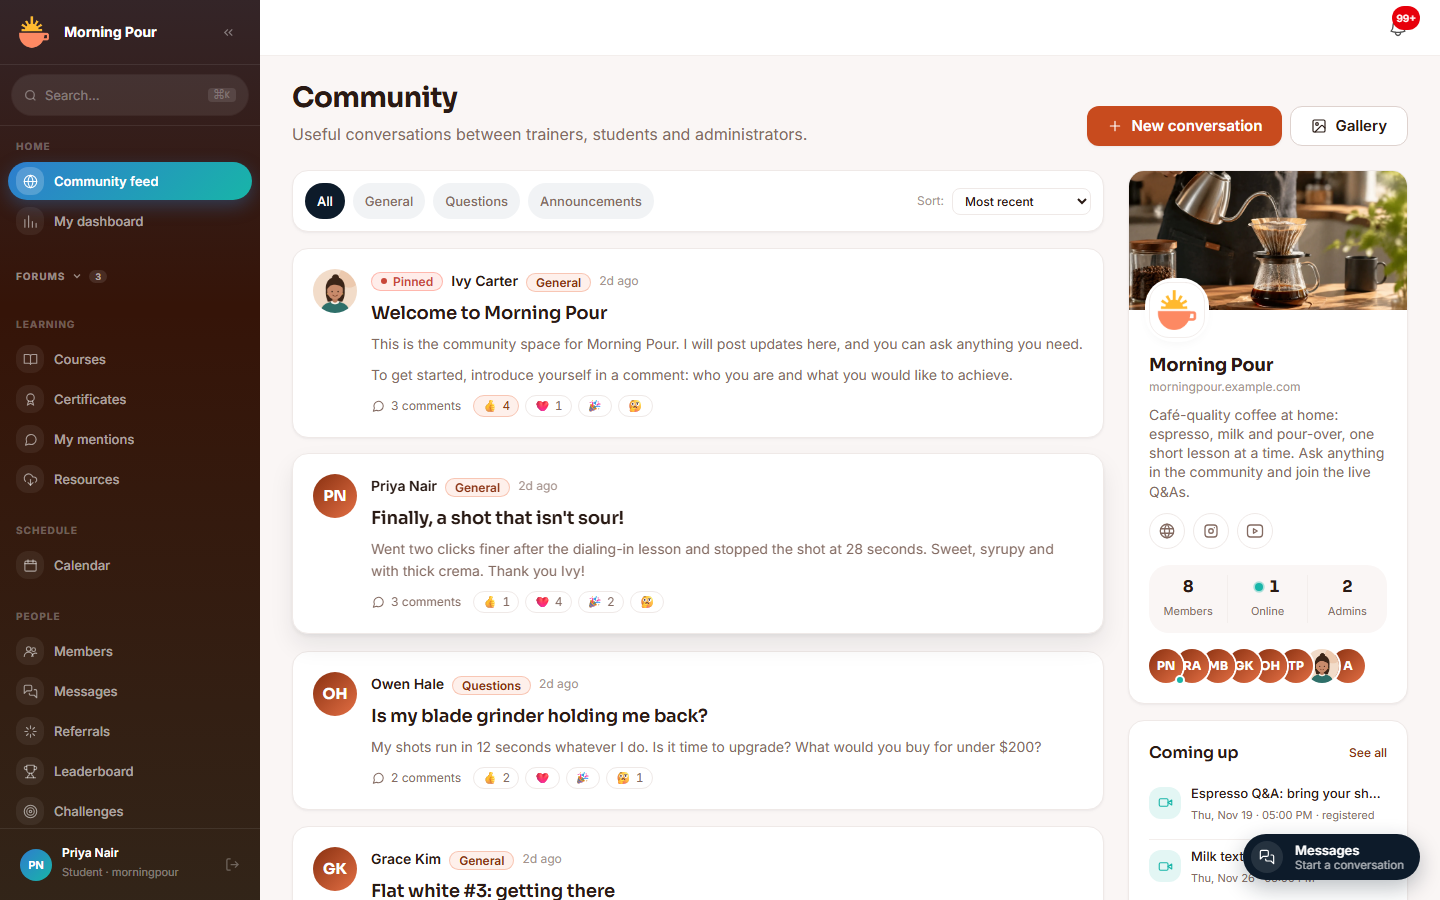 Morning Pour
Search...
⌘K
HOME
Community feed
My dashboard
FORUMS 3
LEARNING
Courses
Certificates
My mentions
Resources
SCHEDULE
Calendar
PEOPLE
Members
Messages
Referrals
Leaderboard
Challenges
PN
Priya Nair
Student · morningpour
99+
Community
Useful conversations between trainers, students and administrators.
New conversation
Gallery
All
General
Questions
Announcements
Sort:
Most recent
Pinned Ivy Carter General 2d ago
Welcome to Morning Pour
This is the community space for Morning Pour. I will post updates here, and you can ask anything you need.
To get started, introduce yourself in a comment: who you are and what you would like to achieve.
3 comments 4 1
PN
Priya Nair General 2d ago
Finally, a shot that isn't sour!
Went two clicks finer after the dialing-in lesson and stopped the shot at 28 seconds. Sweet, syrupy and
with thick crema. Thank you Ivy!
3 comments 1 4 2
OH
Owen Hale Questions 2d ago
Is my blade grinder holding me back?
My shots run in 12 seconds whatever I do. Is it time to upgrade? What would you buy for under $200?
2 comments 2 1
GK
Grace Kim General 2d ago
Flat white #3: getting there
Morning Pour
morningpour.example.com
Café-quality coffee at home:
espresso, milk and pour-over, one
short lesson at a time. Ask anything
in the community and join the live
Q&As.
8 1 2
Members Online Admins
PN RA MB GK OH TP A
Coming up
See all
Espresso Q&A: bring your sh...
Thu, Nov 19 · 05:00 PM · registered
Milk text
Thu, Nov 26
Messages
Start a conversation